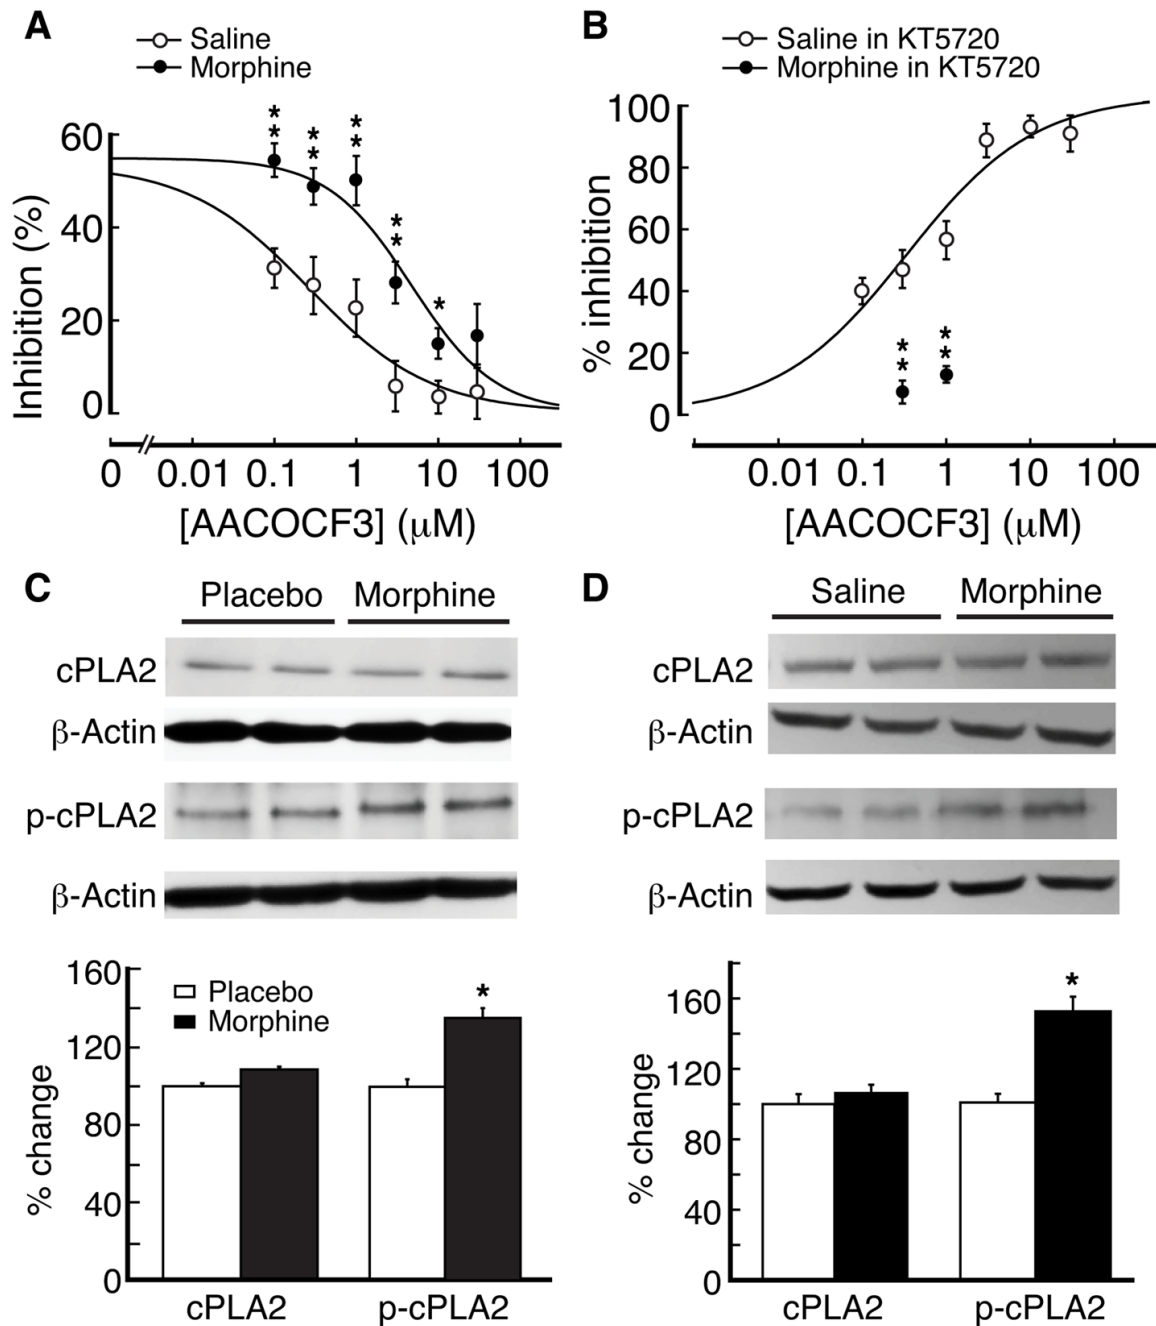 A
Saline
Morphine
**
**
**
**
*
60
40
20
0
Inhibition (%)
0 0.01 0.1 1 10 100
[AACOCF3] (μM)
B
Saline in KT5720
Morphine in KT5720
100
80
60
40
20
0
% inhibition
**
**
0.01 0.1 1 10 100
[AACOCF3] (μM)
C
Placebo Morphine
cPLA2
β-Actin
p-cPLA2
β-Actin
160
120
80
40
0
% change
Placebo
Morphine
*
cPLA2 p-cPLA2
D
Saline Morphine
cPLA2
β-Actin
p-cPLA2
β-Actin
160
120
80
40
0
% change
*
cPLA2 p-cPLA2